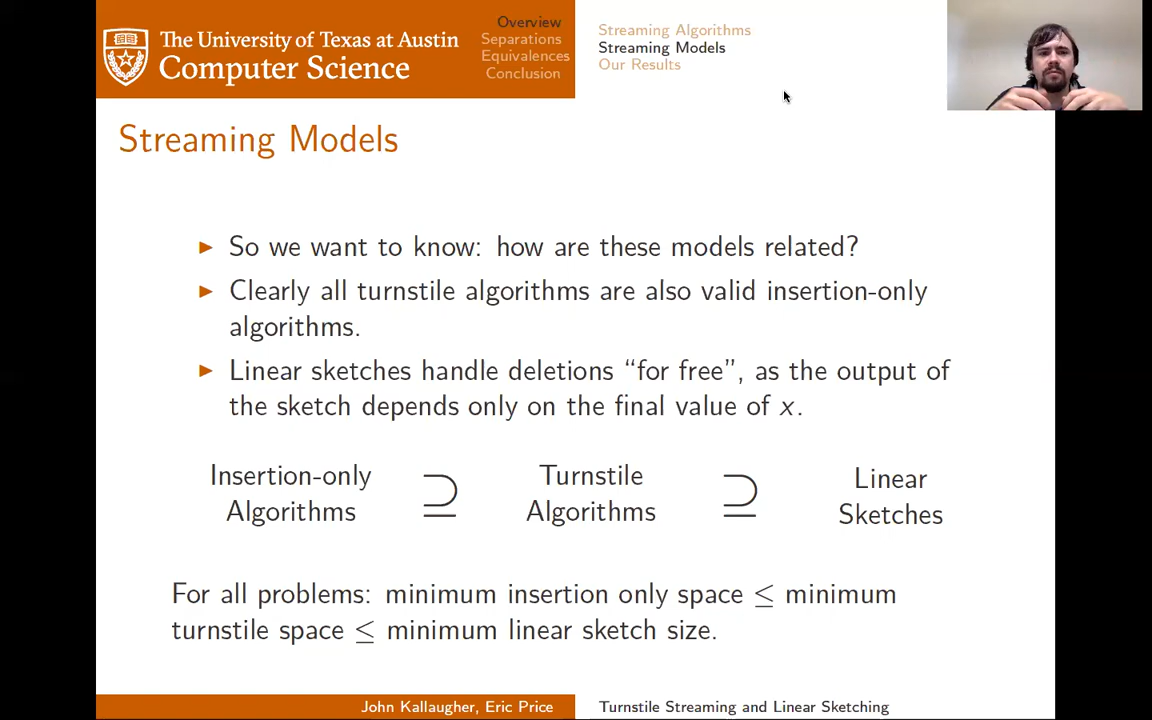 The University of Texas at Austin
Computer Science
Overview
Separations
Equivalences
Conclusion
Streaming Algorithms
Streaming Models
Our Results
Streaming Models
So we want to know: how are these models related?
Clearly all turnstile algorithms are also valid insertion-only
algorithms.
Linear sketches handle deletions “for free”, as the output of
the sketch depends only on the final value of x.
Insertion-only
Algorithms
⊇
Turnstile
Algorithms
⊇
Linear
Sketches
For all problems: minimum insertion only space ≤ minimum
turnstile space ≤ minimum linear sketch size.
John Kallaugher, Eric Price
Turnstile Streaming and Linear Sketching